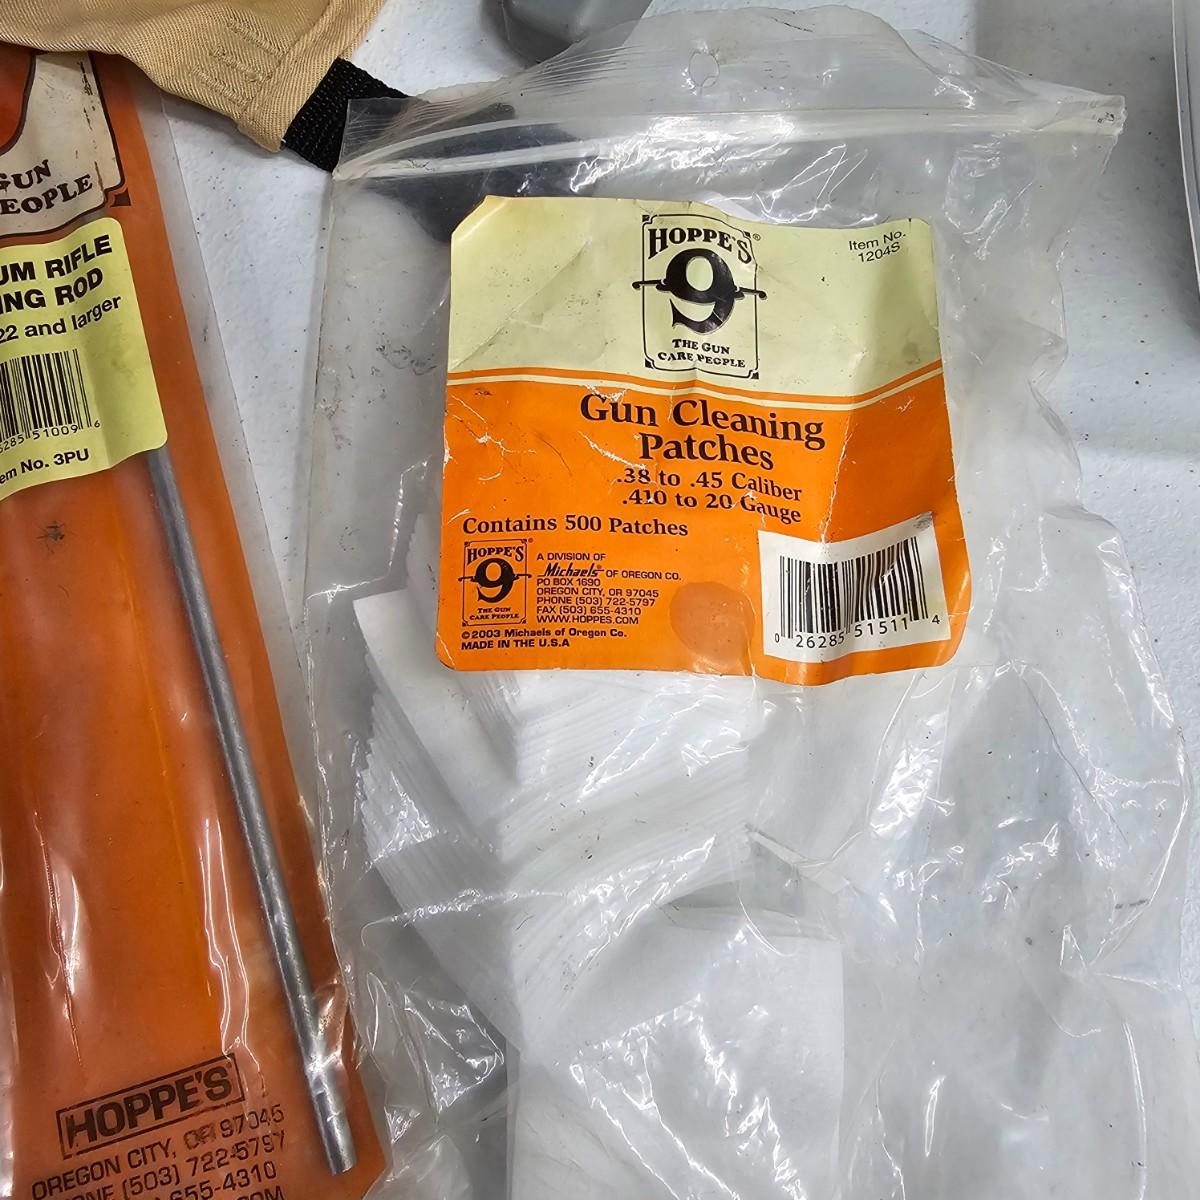 GUN
PEOPLE
UM RIFLE
ING ROD
22 and larger
6285 51009 6
em No. 3PU
HOPPE'S
OREGON CITY, OR 97045
ONE (503) 722-5797
655-4310
COM
HOPPE'S®
9
THE GUN
CARE PEOPLE
Item No.
1204S
Gun Cleaning
Patches
.38 to .45 Caliber
.410 to 20 Gauge
Contains 500 Patches
HOPPE'S®
9
THE GUN
CARE PEOPLE
A DIVISION OF
Michaels® OF OREGON CO.
PO BOX 1690
OREGON CITY, OR 97045
PHONE (503) 722-5797
FAX (503) 655-4310
WWW.HOPPES.COM
©2003 Michaels of Oregon Co.
MADE IN THE U.S.A
0 26285 51511 4